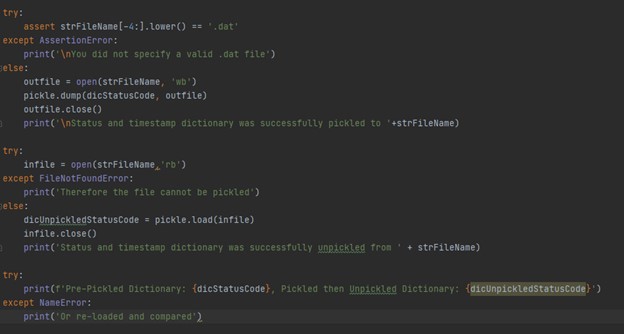 try:
    assert strFileName[-4:].lower() == '.dat'
except AssertionError:
    print('\nYou did not specify a valid .dat file')
else:
    outfile = open(strFileName, 'wb')
    pickle.dump(dicStatusCode, outfile)
    outfile.close()
    print('\nStatus and timestamp dictionary was successfully pickled to '+strFileName)

try:
    infile = open(strFileName,'rb')
except FileNotFoundError:
    print('Therefore the file cannot be pickled')
else:
    dicUnpickledStatusCode = pickle.load(infile)
    infile.close()
    print('Status and timestamp dictionary was successfully unpickled from ' + strFileName)

try:
    print(f'Pre-Pickled Dictionary: {dicStatusCode}, Pickled then Unpickled Dictionary: {dicUnpickledStatusCode}')
except NameError:
    print('Or re-loaded and compared')